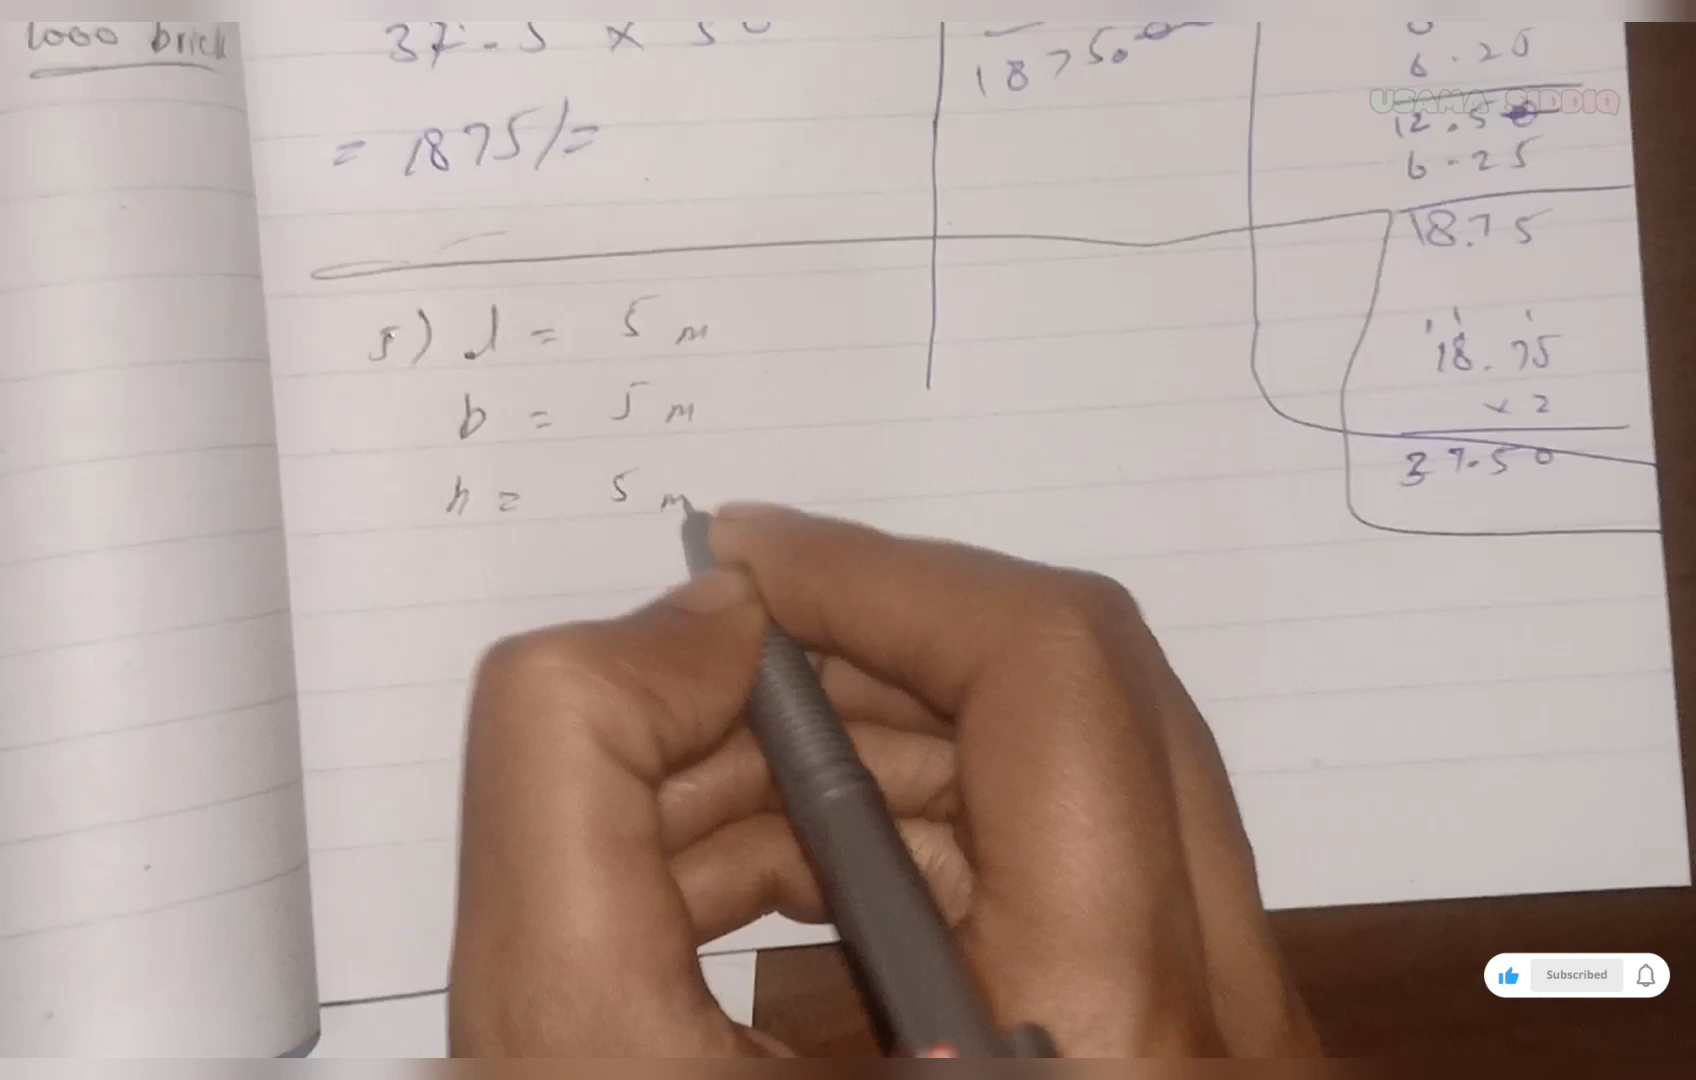 1000 brick
37.5 x 50
= 1875/=
5) l = 5 m
b = 5 m
h = 5 m
18750
6.25
USAMA SIDDIQ
12.50
6.25
18.75
18.75
x 2
37.50
Subscribed